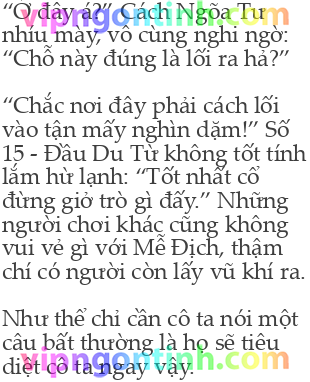 “Ở đây á?” Cách Ngõa Tư
nhíu mày, vô cùng nghi ngờ:
“Chỗ này đúng là lối ra hả?”
“Chắc nơi đây phải cách lối
vào tận mấy nghìn dặm!” Số
15 - Đầu Du Từ không tốt tính
lắm hừ lạnh: “Tốt nhất cổ
đừng giở trò gì đấy.” Những
người chơi khác cũng không
vui vẻ gì với Mễ Địch, thậm
chí có người còn lấy vũ khí ra.
Như thể chỉ cần cô ta nói một
câu bất thường là họ sẽ tiêu
diệt cô ta ngay vậy.
vipngontinh.com
vipngontinh.com